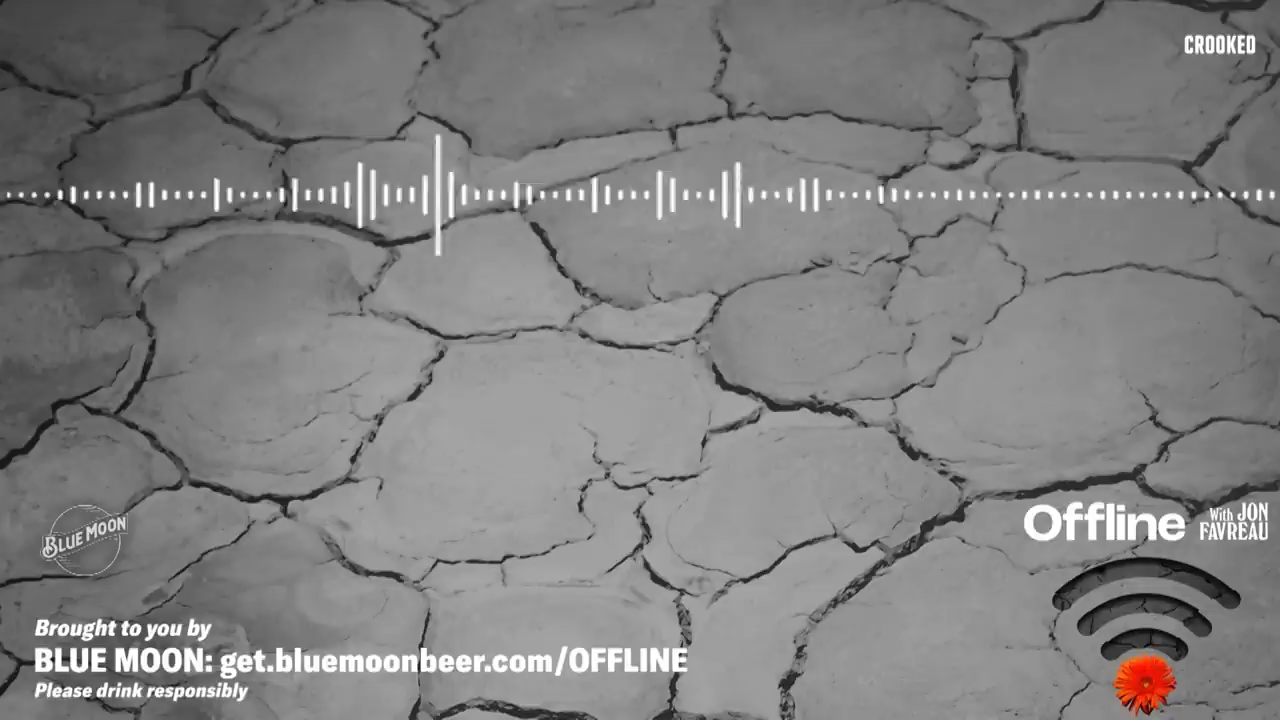 CROOKED
Offline With JON
FAVREAU
BLUE MOON
Brought to you by
BLUE MOON: get.bluemoonbeer.com/OFFLINE
Please drink responsibly